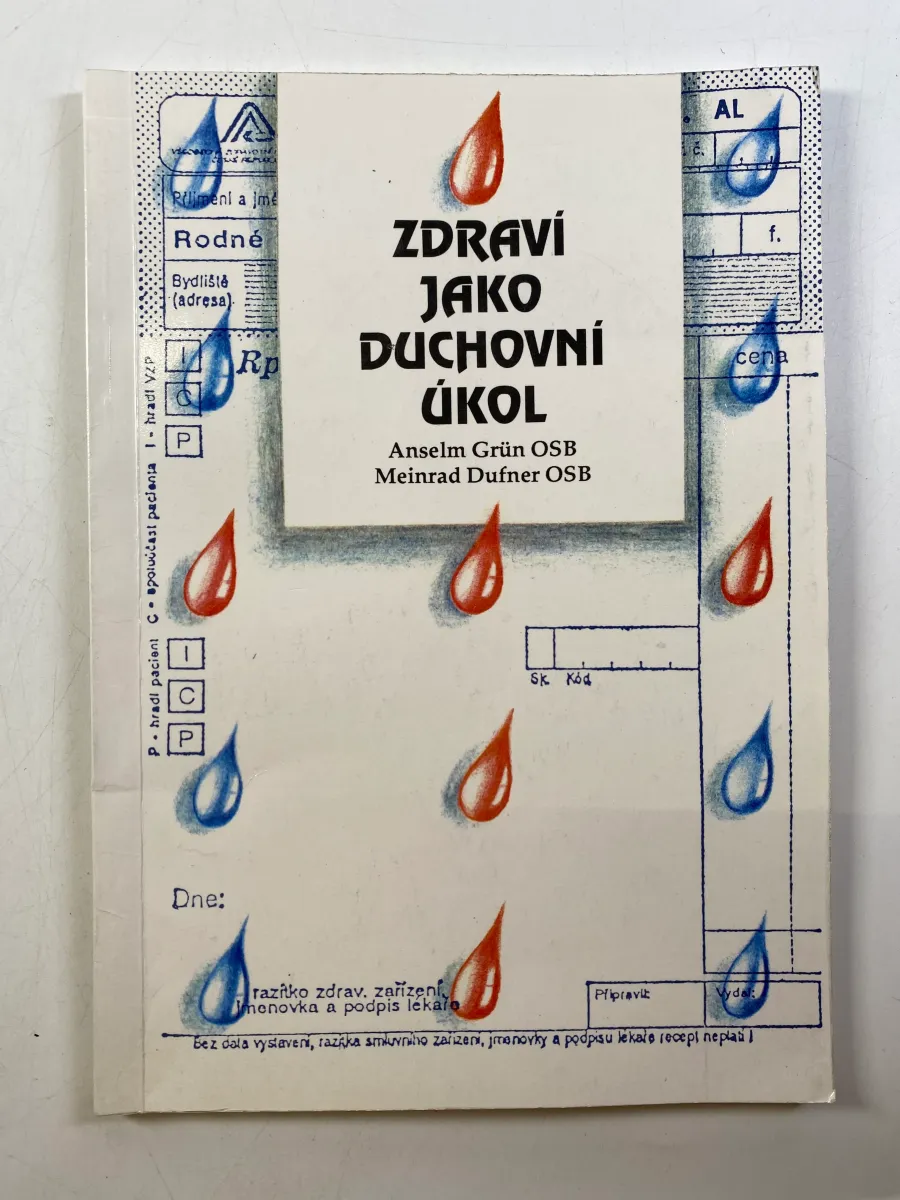 AL
č.
Příjmení a jmé
Rodné
f.
Bydliště
(adresa)
ZDRAVÍ
JAKO
DUCHOVNÍ
ÚKOL
Anselm Grün OSB
Meinrad Dufner OSB
Rp
cena
I
C
P
P - hradí pacient C - spoluúčast pacienta I - hradí VZP
I
C
P
Sk. Kód
Dne:
razítko zdrav. zařízení,
jmenovka a podpis lékaře
Připravil:
Vydal:
Bez data vystavení, razítka smluvního zařízení, jmenovky a podpisu lékaře recept neplatí !